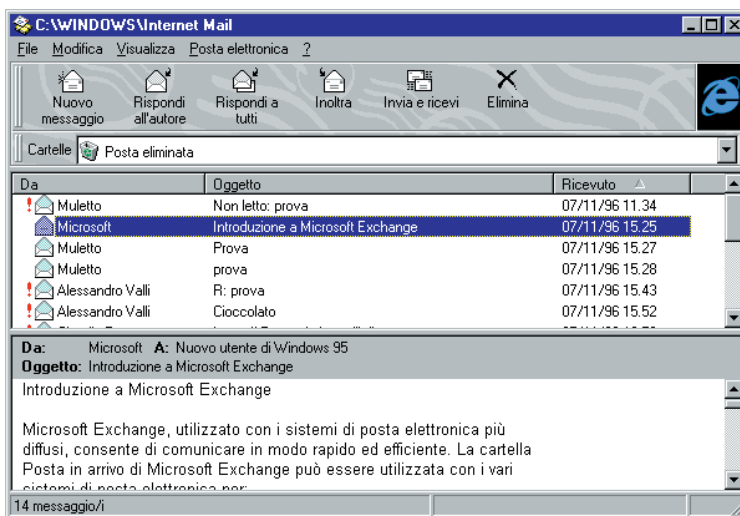 C:\WINDOWS\Internet Mail
File Modifica Visualizza Posta elettronica ?
Nuovo messaggio Rispondi all'autore Rispondi a tutti Inoltra Invia e ricevi Elimina
Cartelle Posta eliminata
Da Oggetto Ricevuto
! Muletto Non letto: prova 07/11/96 11.34
Microsoft Introduzione a Microsoft Exchange 07/11/96 15.25
Muletto Prova 07/11/96 15.27
Muletto prova 07/11/96 15.28
! Alessandro Valli R: prova 07/11/96 15.43
! Alessandro Valli Cioccolato 07/11/96 15.52
Da: Microsoft A: Nuovo utente di Windows 95
Oggetto: Introduzione a Microsoft Exchange
Introduzione a Microsoft Exchange
Microsoft Exchange, utilizzato con i sistemi di posta elettronica più
diffusi, consente di comunicare in modo rapido ed efficiente. La cartella
Posta in arrivo di Microsoft Exchange può essere utilizzata con i vari
sistemi di posta elettronica per:
14 messaggio/i